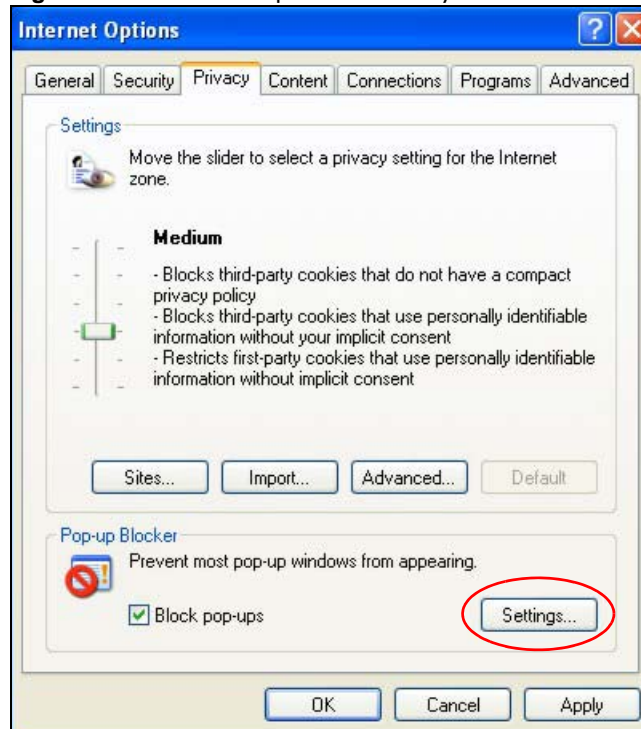 Internet Options
General Security Privacy Content Connections Programs Advanced
Settings
Move the slider to select a privacy setting for the Internet
zone.
Medium
- Blocks third-party cookies that do not have a compact
privacy policy
- Blocks third-party cookies that use personally identifiable
information without your implicit consent
- Restricts first-party cookies that use personally identifiable
information without implicit consent
Sites... Import... Advanced... Default
Pop-up Blocker
Prevent most pop-up windows from appearing.
Block pop-ups Settings...
OK Cancel Apply